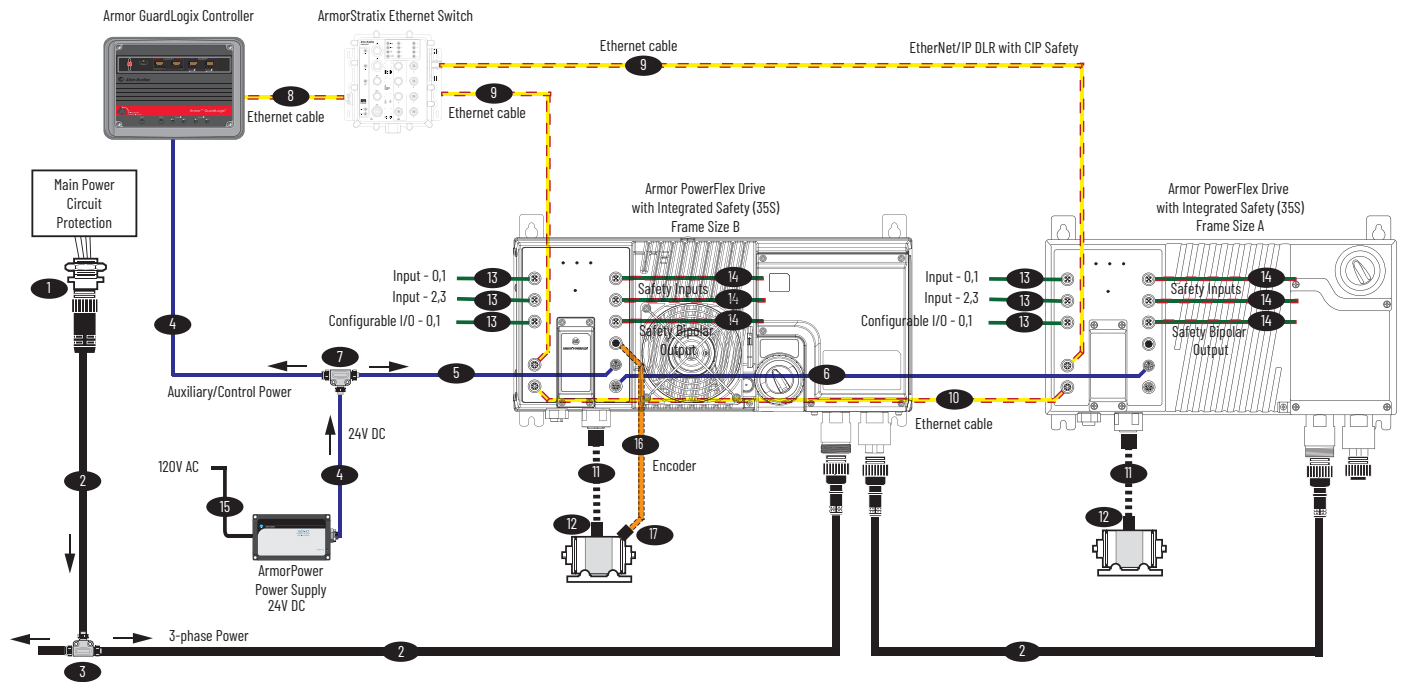 Armor GuardLogix Controller
ArmorStratix Ethernet Switch
Ethernet cable
9
EtherNet/IP DLR with CIP Safety
8
Ethernet cable
9
Ethernet cable
Main Power
Circuit
Protection
1
Armor PowerFlex Drive
with Integrated Safety (35S)
Frame Size B
Armor PowerFlex Drive
with Integrated Safety (35S)
Frame Size A
Input - 0,1
13
14
Safety Inputs
Input - 2,3
13
14
Configurable I/O - 0,1
13
14
Safety Bipolar
Output
Input - 0,1
13
14
Safety Inputs
Input - 2,3
13
14
Configurable I/O - 0,1
13
14
Safety Bipolar
Output
4
7
5
6
Auxiliary/Control Power
10
Ethernet cable
24V DC
4
120V AC
15
2
16
Encoder
11
12
17
11
12
ArmorPower
Power Supply
24V DC
3-phase Power
2
2
3